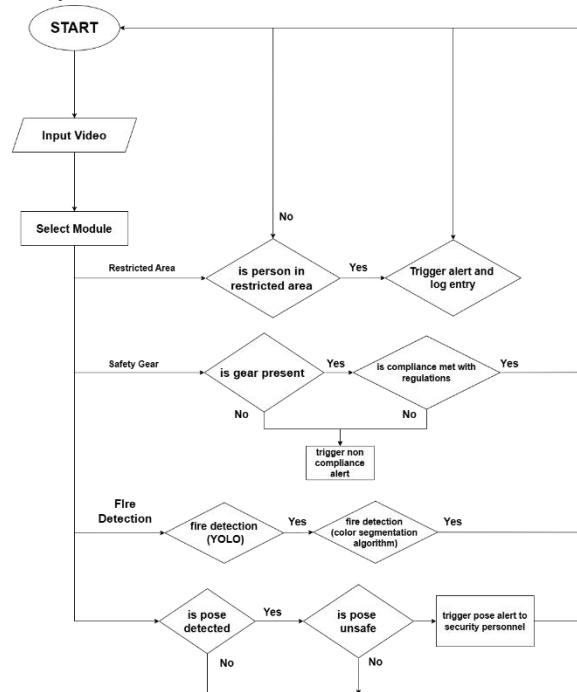 START
Input Video
Select Module
No
Restricted Area
is person in
restricted area
Yes
Trigger alert and
log entry
Safety Gear
is gear present
Yes
is compliance met with
regulations
Yes
No
No
trigger non
compliance
alert
FIre
Detection
fire detection
(YOLO)
Yes
fire detection
(color segmentation
algorithm)
Yes
is pose
detected
Yes
is pose
unsafe
trigger pose alert to
security personnel
No
No